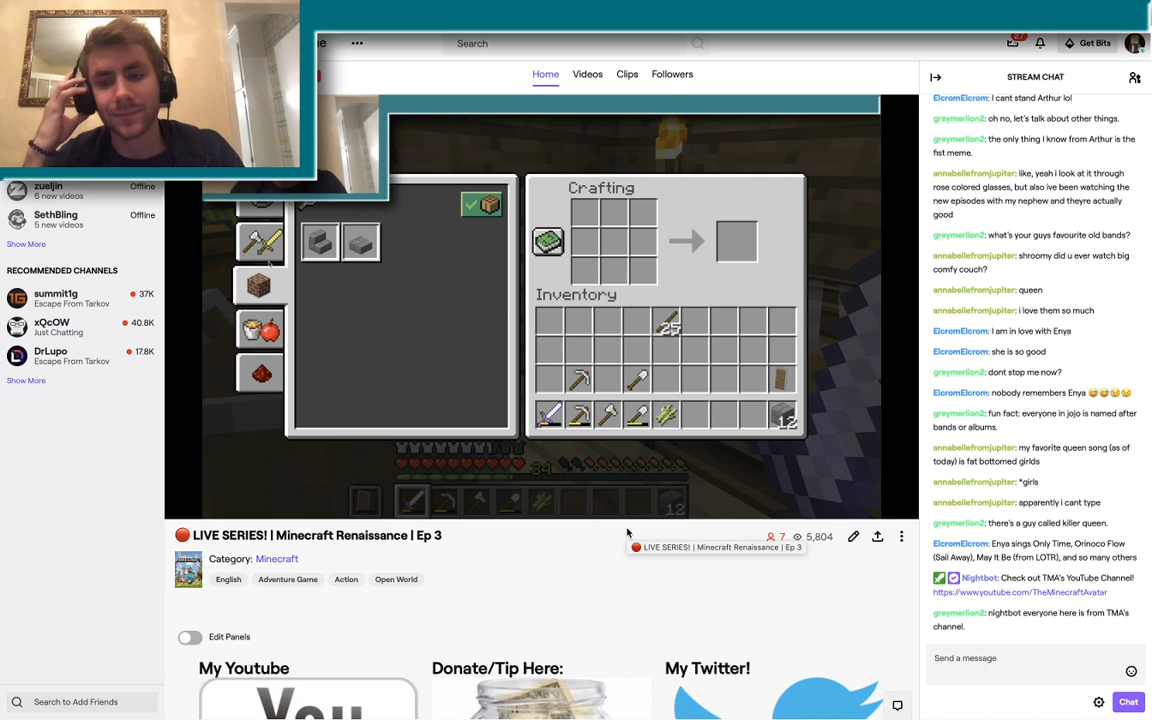 Search
27
Get Bits
Home Videos Clips Followers
zueljin Offline
6 new videos
SethBling Offline
5 new videos
Show More
RECOMMENDED CHANNELS
summit1g 37K
Escape From Tarkov
xQcOW 40.8K
Just Chatting
DrLupo 17.8K
Escape From Tarkov
Show More
Search to Add Friends
Crafting
Inventory
25
12
84
12
🔴 LIVE SERIES! | Minecraft Renaissance | Ep 3
7 5,804
🔴 LIVE SERIES! | Minecraft Renaissance | Ep 3
Category: Minecraft
English Adventure Game Action Open World
Edit Panels
My Youtube Donate/Tip Here: My Twitter!
You
STREAM CHAT
ElcromElcrom: I cant stand Arthur lol
greymerlion2: oh no, let's talk about other things.
greymerlion2: the only thing I know from Arthur is the
fist meme.
annabellefromjupiter: like, yeah i look at it through
rose colored glasses, but also ive been watching the
new episodes with my nephew and theyre actually
good
greymerlion2: what's your guys favourite old bands?
annabellefromjupiter: shroomy did u ever watch big
comfy couch?
annabellefromjupiter: queen
annabellefromjupiter: i love them so much
ElcromElcrom: I am in love with Enya
ElcromElcrom: she is so good
greymerlion2: dont stop me now?
ElcromElcrom: nobody remembers Enya 😅😅😢😢
greymerlion2: fun fact: everyone in jojo is named after
bands or albums.
annabellefromjupiter: my favorite queen song (as of
today) is fat bottomed girlds
annabellefromjupiter: *girls
annabellefromjupiter: apparently i cant type
greymerlion2: there's a guy called killer queen.
ElcromElcrom: Enya sings Only Time, Orinoco Flow
(Sail Away), May It Be (from LOTR), and so many others
Nightbot: Check out TMA's YouTube Channel!
https://www.youtube.com/TheMinecraftAvatar
greymerlion2: nightbot everyone here is from TMA's
channel.
Send a message
Chat